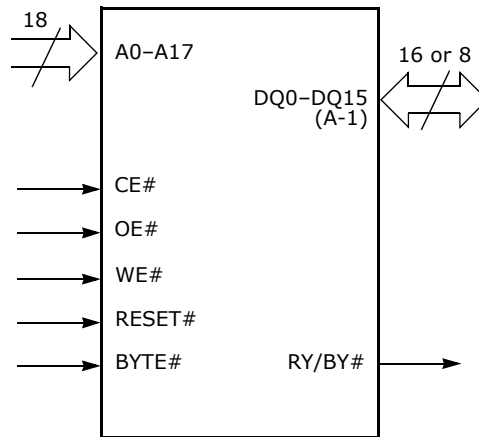 18
A0–A17
16 or 8
DQ0–DQ15
(A-1)
CE#
OE#
WE#
RESET#
BYTE#
RY/BY#